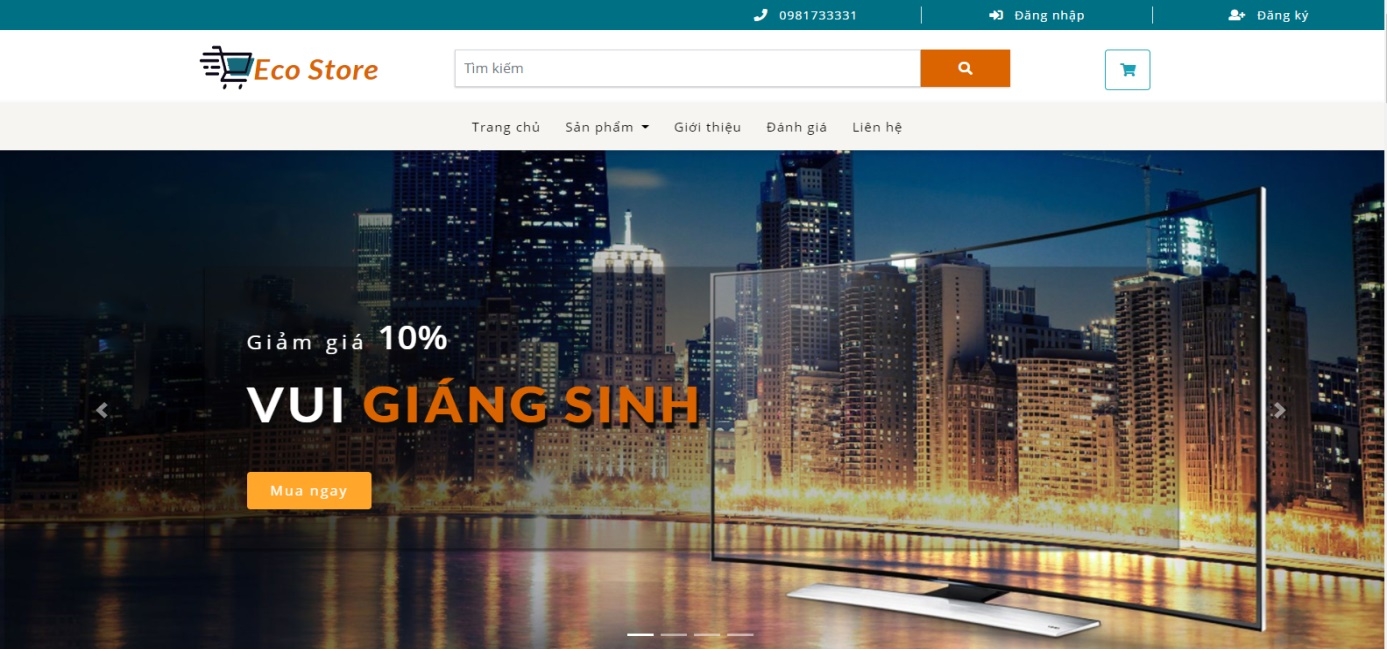 0981733331
Đăng nhập
Đăng ký
Eco Store
Tìm kiếm
Trang chủ
Sản phẩm
Giới thiệu
Đánh giá
Liên hệ
Giảm giá 10%
VUI GIÁNG SINH
Mua ngay